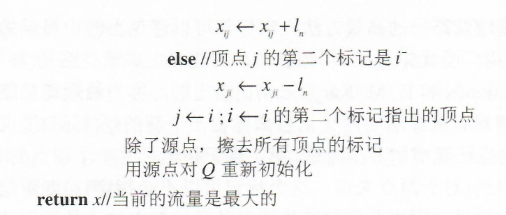 x_ij ← x_ij + l_n
else //顶点 j 的第二个标记是 i⁻
x_ji ← x_ji - l_n
j ← i ; i ← i 的第二个标记指出的顶点
除了源点，擦去所有顶点的标记
用源点对 Q 重新初始化
return x//当前的流量是最大的